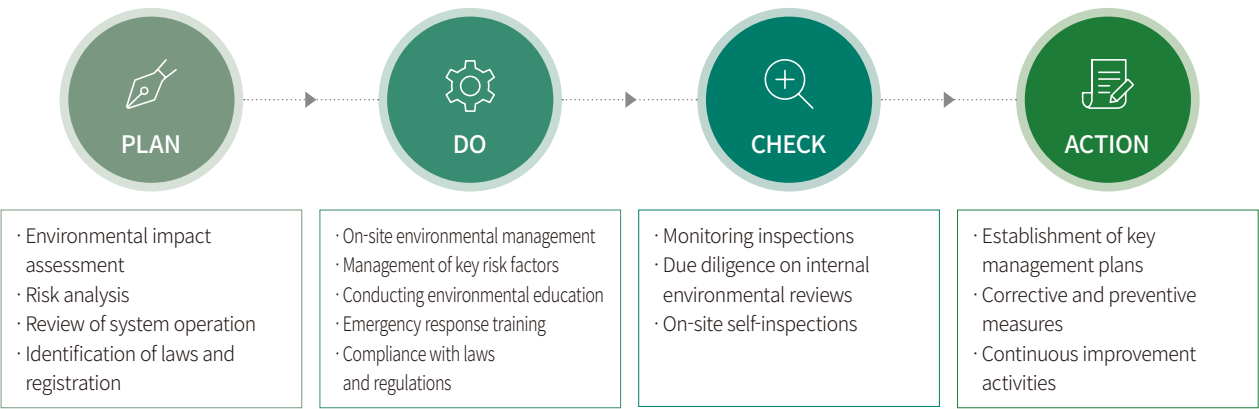 PLAN
DO
CHECK
ACTION
· Environmental impact
assessment
· Risk analysis
· Review of system operation
· Identification of laws and
registration
· On-site environmental management
· Management of key risk factors
· Conducting environmental education
· Emergency response training
· Compliance with laws
and regulations
· Monitoring inspections
· Due diligence on internal
environmental reviews
· On-site self-inspections
· Establishment of key
management plans
· Corrective and preventive
measures
· Continuous improvement
activities